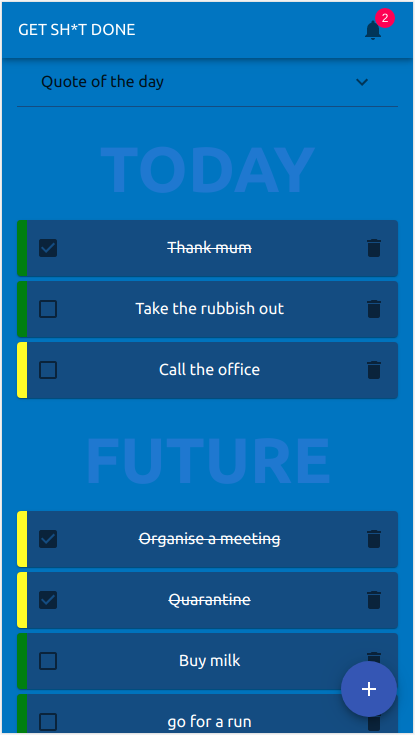 GET SH*T DONE
2
Quote of the day
TODAY
Thank mum
Take the rubbish out
Call the office
FUTURE
Organise a meeting
Quarantine
Buy milk
go for a run